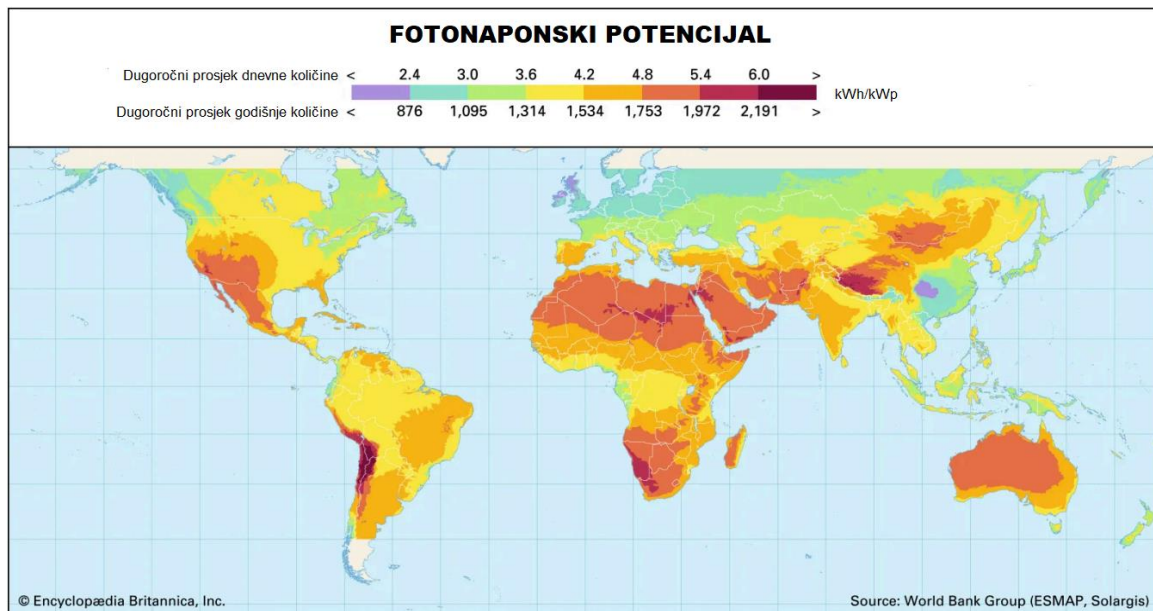 FOTONAPONSKI POTENCIJAL
Dugoročni prosjek dnevne količine < 2.4 3.0 3.6 4.2 4.8 5.4 6.0 >
kWh/kWp
Dugoročni prosjek godišnje količine < 876 1,095 1,314 1,534 1,753 1,972 2,191 >
© Encyclopædia Britannica, Inc.
Source: World Bank Group (ESMAP, Solargis)